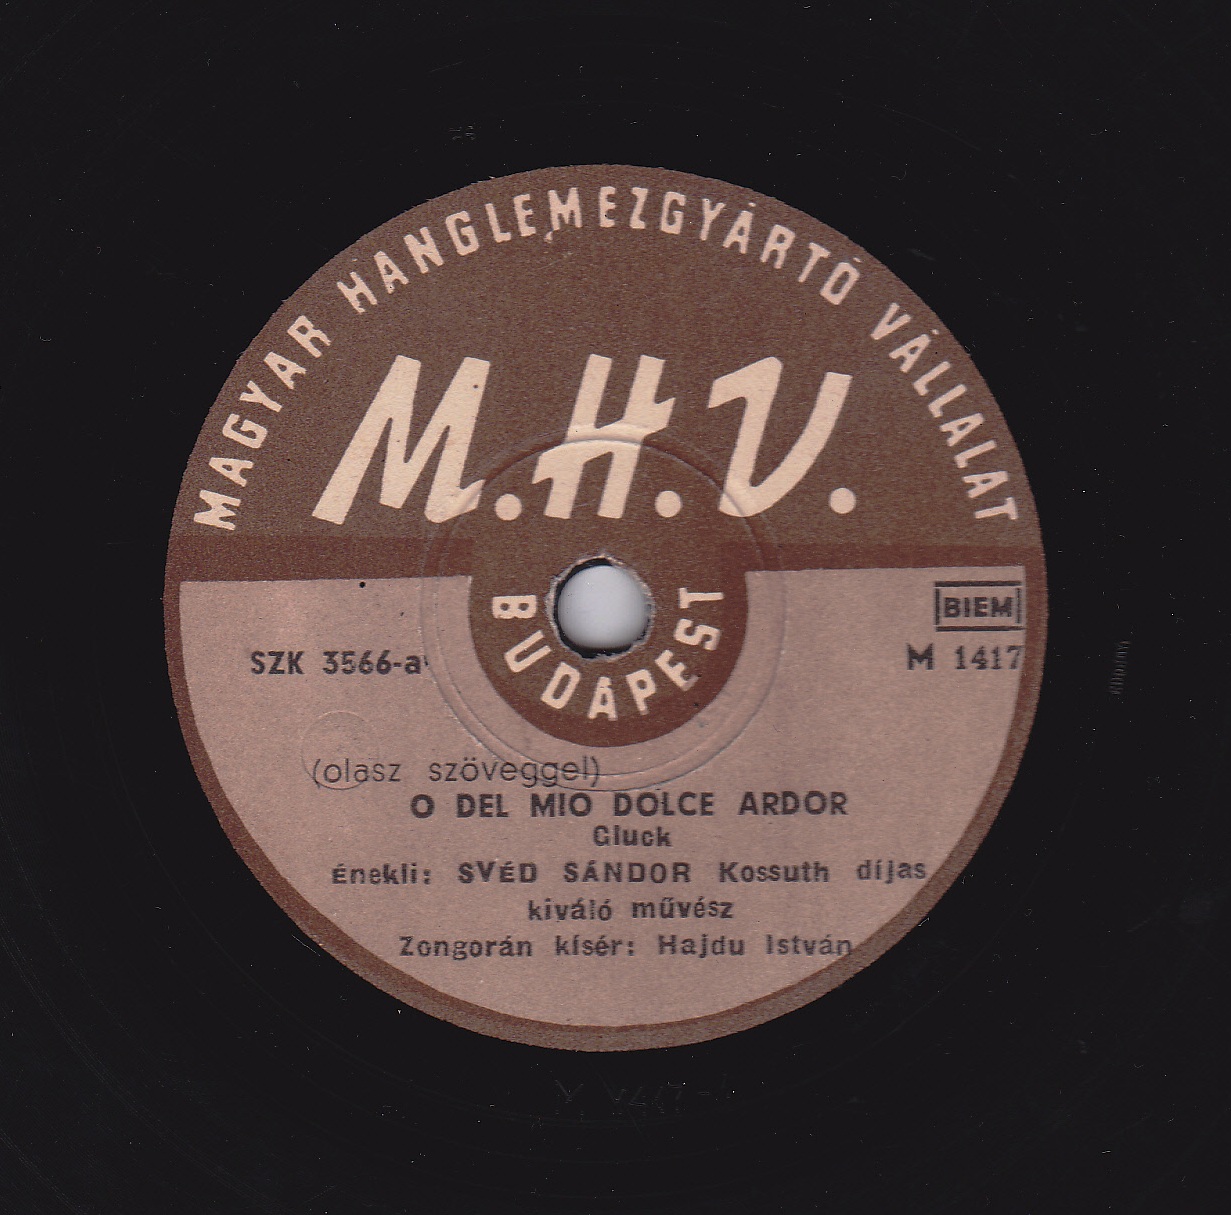 MAGYAR HANGLEMEZGYÁRTÓ VÁLLALAT
M.H.V.
BUDAPEST
BIEM
SZK 3566-a
M 1417
(olasz szöveggel)
O DEL MIO DOLCE ARDOR
Gluck
Énekli: SVÉD SÁNDOR Kossuth díjas
kiváló művész
Zongorán kísér: Hajdu István